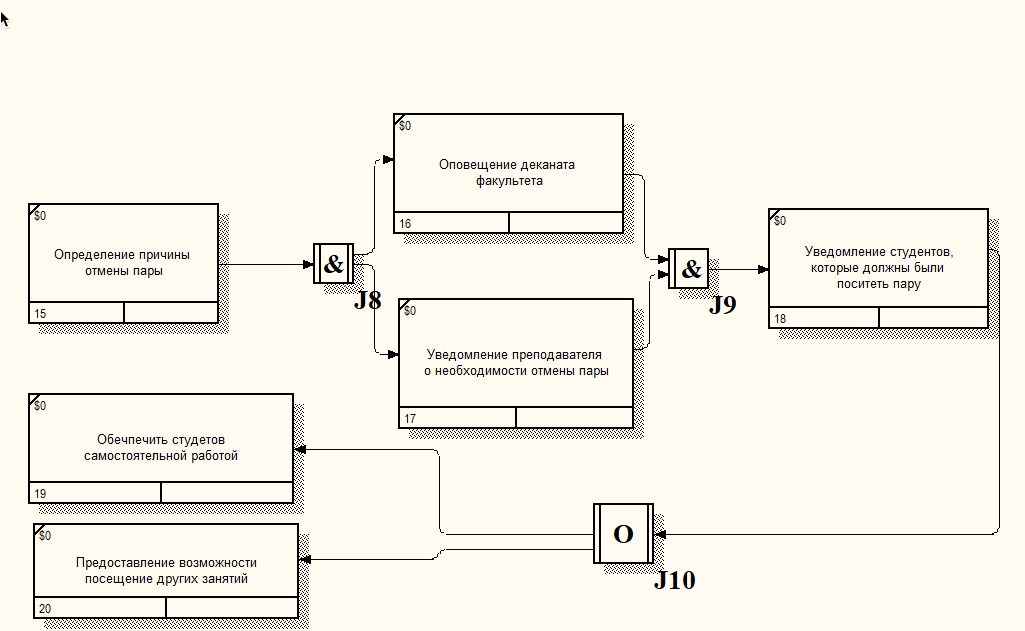 $0
Определение причины
отмены пары
15
&
J8
$0
Оповещение деканата
факультета
16
$0
Уведомление преподавателя
о необходимости отмены пары
17
&
J9
$0
Уведомление студентов,
которые должны были
поситеть пару
18
O
J10
$0
Обечпечить студетов
самостоятельной работой
19
$0
Предоставление возможности
посещение других занятий
20